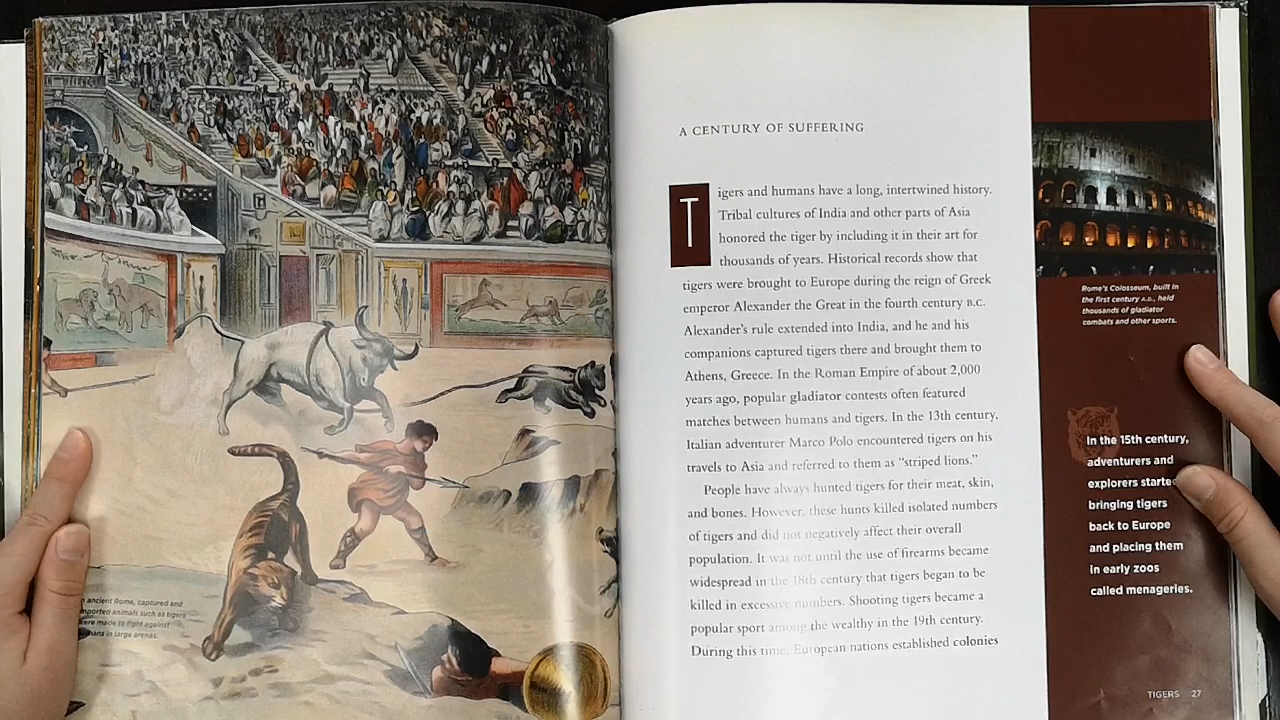 ancient Rome, captured and
imported animals such as tigers
were made to fight against
humans in large arenas.
A CENTURY OF SUFFERING
Tigers and humans have a long, intertwined history.
Tribal cultures of India and other parts of Asia
honored the tiger by including it in their art for
thousands of years. Historical records show that
tigers were brought to Europe during the reign of Greek
emperor Alexander the Great in the fourth century B.C.
Alexander's rule extended into India, and he and his
companions captured tigers there and brought them to
Athens, Greece. In the Roman Empire of about 2,000
years ago, popular gladiator contests often featured
matches between humans and tigers. In the 13th century,
Italian adventurer Marco Polo encountered tigers on his
travels to Asia and referred to them as “striped lions.”
People have always hunted tigers for their meat, skin,
and bones. However, these hunts killed isolated numbers
of tigers and did not negatively affect their overall
population. It was not until the use of firearms became
widespread in the 18th century that tigers began to be
killed in excessive numbers. Shooting tigers became a
popular sport among the wealthy in the 19th century.
During this time, European nations established colonies
Rome's Colosseum, built in
the first century A.D., held
thousands of gladiator
combats and other sports.
In the 15th century,
adventurers and
explorers started
bringing tigers
back to Europe
and placing them
in early zoos
called menageries.
TIGERS 27